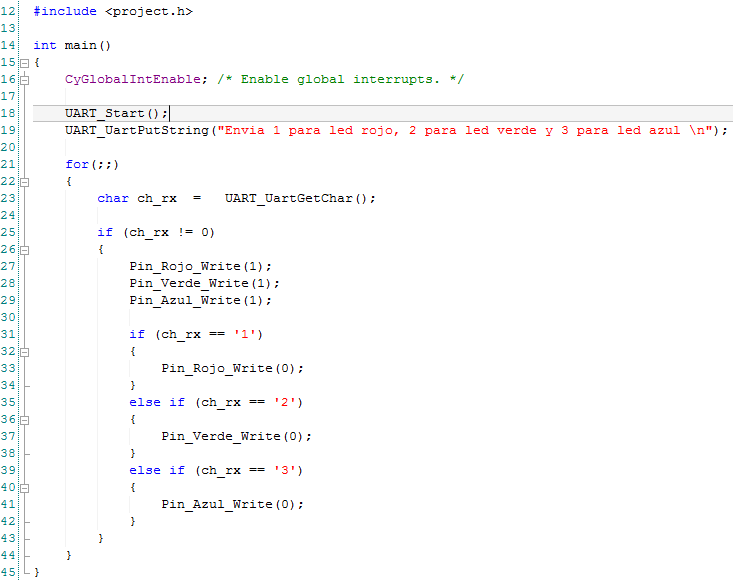 12 #include <project.h>
13
14 int main()
15 {
16 CyGlobalIntEnable; /* Enable global interrupts. */
17
18 UART_Start();
19 UART_UartPutString("Envia 1 para led rojo, 2 para led verde y 3 para led azul \n");
20
21 for(;;)
22 {
23 char ch_rx  =   UART_UartGetChar();
24
25 if (ch_rx != 0)
26 {
27 Pin_Rojo_Write(1);
28 Pin_Verde_Write(1);
29 Pin_Azul_Write(1);
30
31 if (ch_rx == '1')
32 {
33 Pin_Rojo_Write(0);
34 }
35 else if (ch_rx == '2')
36 {
37 Pin_Verde_Write(0);
38 }
39 else if (ch_rx == '3')
40 {
41 Pin_Azul_Write(0);
42 }
43 }
44 }
45 }